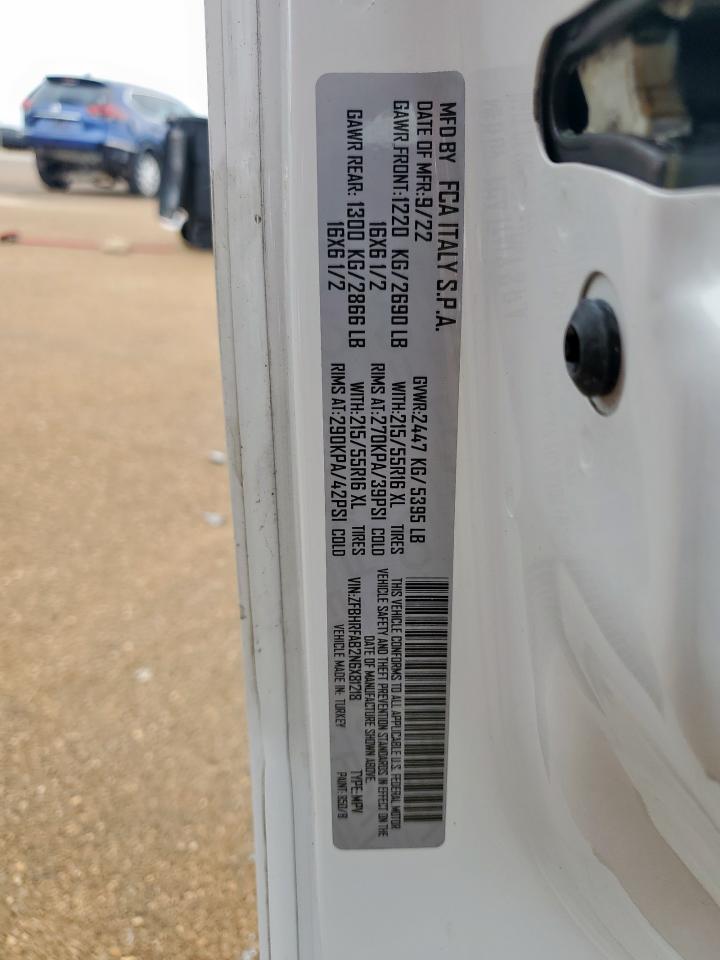 MFD BY FCA ITALY S.P.A.
DATE OF MFR:9/22 GVWR:2447 KG/5395 LB
GAWR FRONT:1220 KG/2690 LB WITH:215/55R16 XL TIRES
16X6 1/2 RIMS AT:270KPA/39PSI COLD
GAWR REAR: 1300 KG/2866 LB WITH:215/55R16 XL TIRES
16X6 1/2 RIMS AT:290KPA/42PSI COLD
THIS VEHICLE CONFORMS TO ALL APPLICABLE U.S. FEDERAL MOTOR
VEHICLE SAFETY AND THEFT PREVENTION STANDARDS IN EFFECT ON THE
DATE OF MANUFACTURE SHOWN ABOVE.
VIN:ZFBHRFAB2N6X81218 TYPE:MPV
VEHICLE MADE IN: TURKEY PAINT: